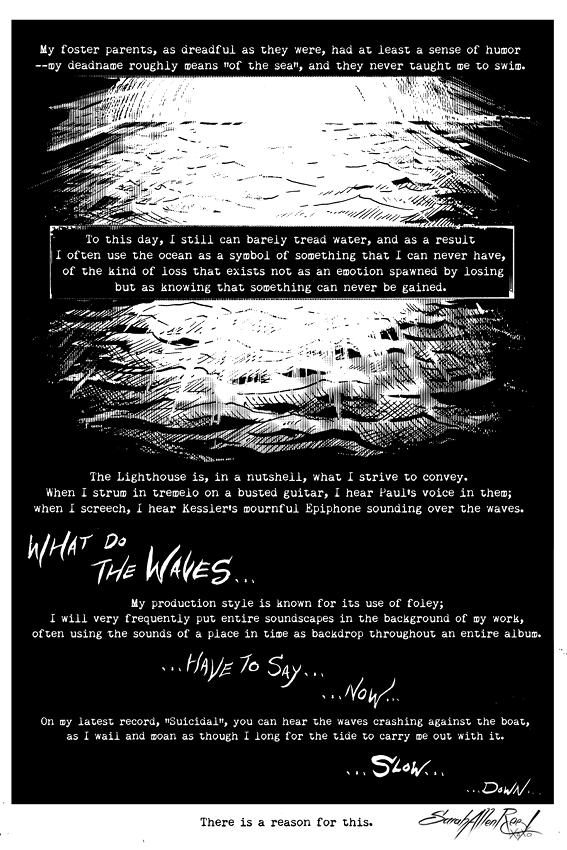 My foster parents, as dreadful as they were, had at least a sense of humor
--my deadname roughly means "of the sea", and they never taught me to swim.
To this day, I still can barely tread water, and as a result
I often use the ocean as a symbol of something that I can never have,
of the kind of loss that exists not as an emotion spawned by losing
but as knowing that something can never be gained.
The Lighthouse is, in a nutshell, what I strive to convey.
When I strum in tremelo on a busted guitar, I hear Paul's voice in them;
when I screech, I hear Kessler's mournful Epiphone sounding over the waves.
WHAT DO
THE WAVES...
My production style is known for its use of foley;
I will very frequently put entire soundscapes in the background of my work,
often using the sounds of a place in time as backdrop throughout an entire album.
...HAVE TO SAY...
...NOW...
On my latest record, "Suicidal", you can hear the waves crashing against the boat,
as I wail and moan as though I long for the tide to carry me out with it.
...SLOW...
...DOWN...
There is a reason for this.
Sarah Allen
xoxo